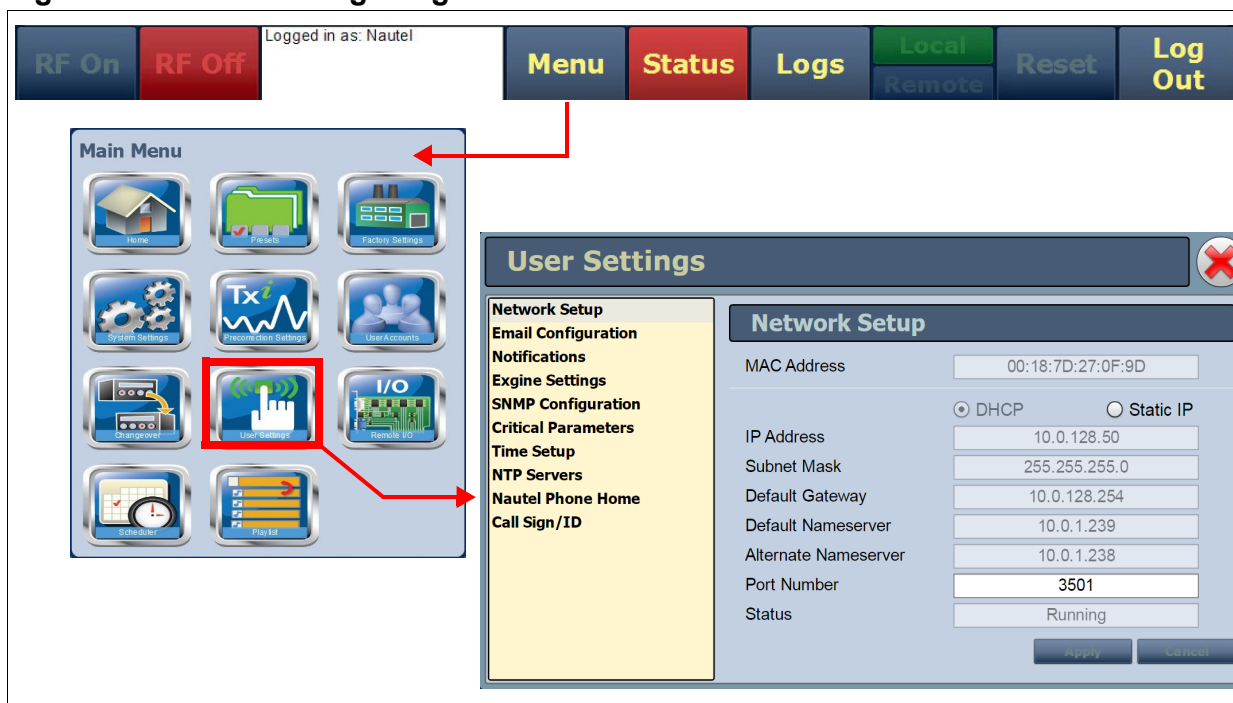 Logged in as: Nautel
RF On
RF Off
Menu
Status
Logs
Local
Remote
Reset
Log
Out
Main Menu
Home
Presets
Factory Settings
System Settings
Txi
Precorrection Settings
User Accounts
Changeover
User Settings
I/O
Remote I/O
Scheduler
Playlist
User Settings
Network Setup
Email Configuration
Notifications
Exgine Settings
SNMP Configuration
Critical Parameters
Time Setup
NTP Servers
Nautel Phone Home
Call Sign/ID
Network Setup
MAC Address 00:18:7D:27:0F:9D
DHCP Static IP
IP Address 10.0.128.50
Subnet Mask 255.255.255.0
Default Gateway 10.0.128.254
Default Nameserver 10.0.1.239
Alternate Nameserver 10.0.1.238
Port Number 3501
Status Running
Apply Cancel